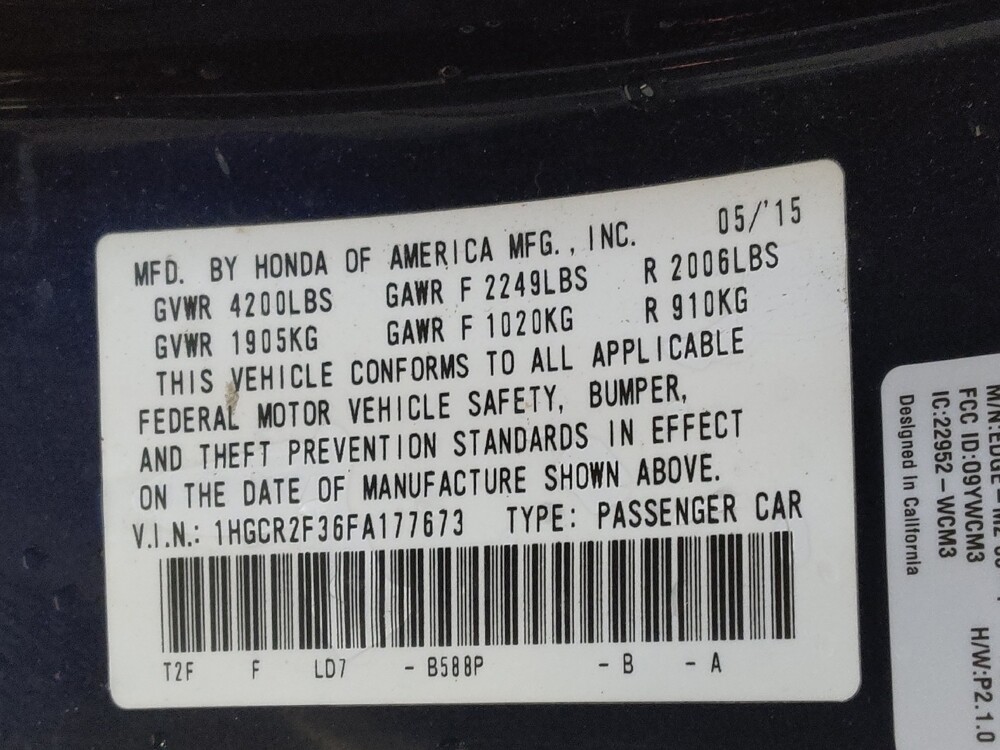 MFD. BY HONDA OF AMERICA MFG., INC. 05/'15
GVWR 4200LBS GAWR F 2249LBS R 2006LBS
GVWR 1905KG GAWR F 1020KG R 910KG
THIS VEHICLE CONFORMS TO ALL APPLICABLE
FEDERAL MOTOR VEHICLE SAFETY, BUMPER,
AND THEFT PREVENTION STANDARDS IN EFFECT
ON THE DATE OF MANUFACTURE SHOWN ABOVE.
V.I.N.: 1HGCR2F36FA177673 TYPE: PASSENGER CAR
T2F F LD7 - B588P - B - A
FCC ID:O9YWCM3 H/W:P2.1.0
IC:22952-WCM3
Designed In California